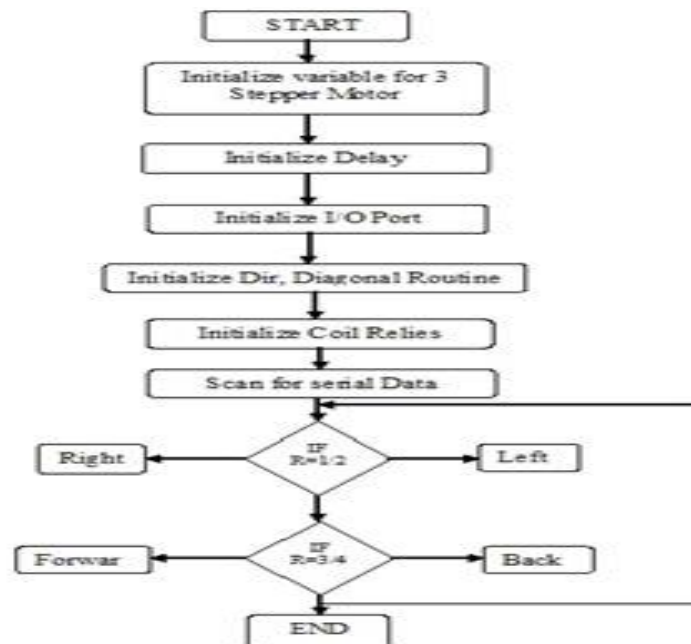 START
Initialize variable for 3
Stepper Motor
Initialize Delay
Initialize I/O Port
Initialize Dir, Diagonal Routine
Initialize Coil Relies
Scan for serial Data
IF
R=1/2
Right
Left
IF
R=3/4
Forwar
Back
END